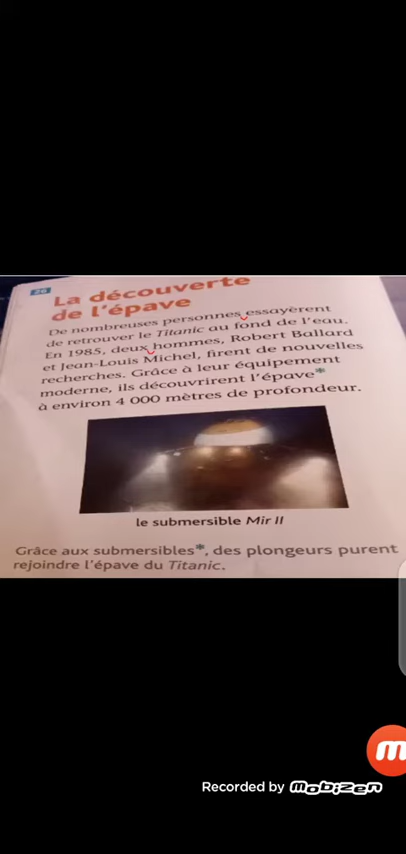 26
La découverte
de l'épave
De nombreuses personnes essayèrent
de retrouver le Titanic au fond de l'eau.
En 1985, deux hommes, Robert Ballard
et Jean-Louis Michel, firent de nouvelles
recherches. Grâce à leur équipement
moderne, ils découvrirent l'épave*
à environ 4 000 mètres de profondeur.
le submersible Mir II
Grâce aux submersibles*, des plongeurs purent
rejoindre l'épave du Titanic.
Recorded by Mobizen